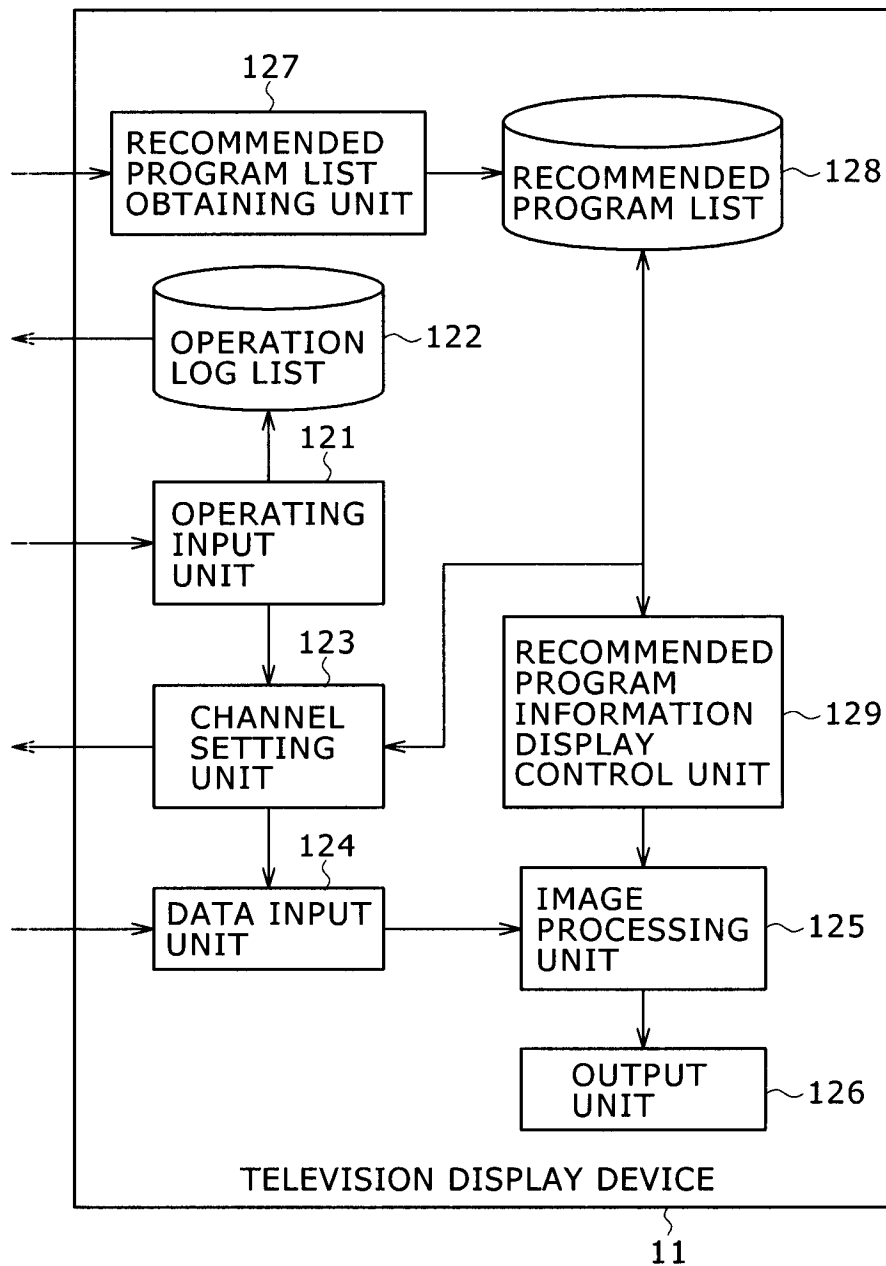 127
RECOMMENDED
PROGRAM LIST
OBTAINING UNIT
RECOMMENDED
PROGRAM LIST
128
OPERATION
LOG LIST
122
121
OPERATING
INPUT
UNIT
123
CHANNEL
SETTING
UNIT
RECOMMENDED
PROGRAM
INFORMATION
DISPLAY
CONTROL UNIT
129
124
DATA INPUT
UNIT
IMAGE
PROCESSING
UNIT
125
OUTPUT
UNIT
126
TELEVISION DISPLAY DEVICE
11